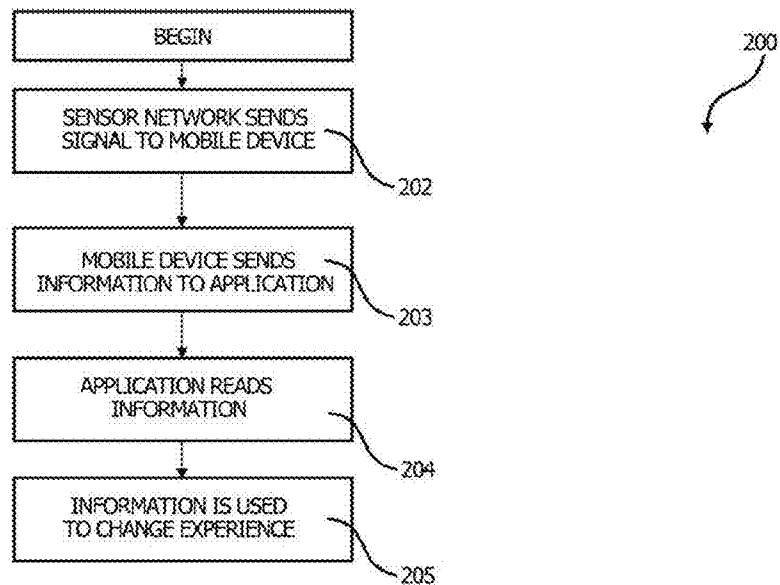 BEGIN
200
SENSOR NETWORK SENDS
SIGNAL TO MOBILE DEVICE
202
MOBILE DEVICE SENDS
INFORMATION TO APPLICATION
203
APPLICATION READS
INFORMATION
204
INFORMATION IS USED
TO CHANGE EXPERIENCE
205